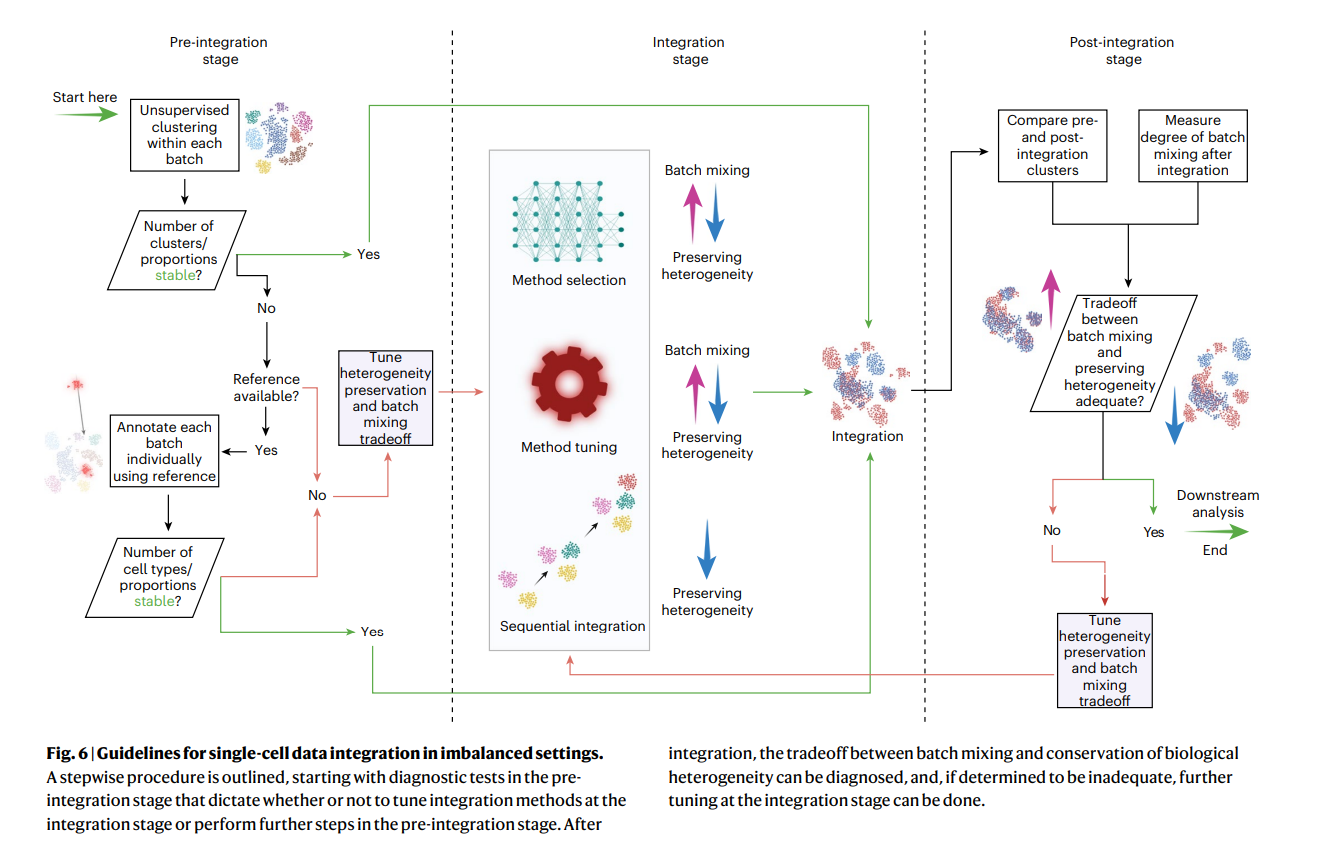 Pre-integration
stage
Integration
stage
Post-integration
stage
Start here
Unsupervised
clustering
within each
batch
Number of
clusters/
proportions
stable?
Yes
No
Reference
available?
Yes
Annotate each
batch
individually
using reference
No
Number of
cell types/
proportions
stable?
Yes
Tune
heterogeneity
preservation
and batch
mixing
tradeoff
Method selection
Method tuning
Sequential integration
Batch mixing
Preserving
heterogeneity
Batch mixing
Preserving
heterogeneity
Preserving
heterogeneity
Integration
Compare pre-
and post-
integration
clusters
Measure
degree of batch
mixing after
integration
Tradeoff
between
batch mixing
and
preserving
heterogeneity
adequate?
No
Yes
Downstream
analysis
End
Tune
heterogeneity
preservation
and batch
mixing
tradeoff
Fig. 6 | Guidelines for single-cell data integration in imbalanced settings.
A stepwise procedure is outlined, starting with diagnostic tests in the pre-
integration stage that dictate whether or not to tune integration methods at the
integration stage or perform further steps in the pre-integration stage. After
integration, the tradeoff between batch mixing and conservation of biological
heterogeneity can be diagnosed, and, if determined to be inadequate, further
tuning at the integration stage can be done.